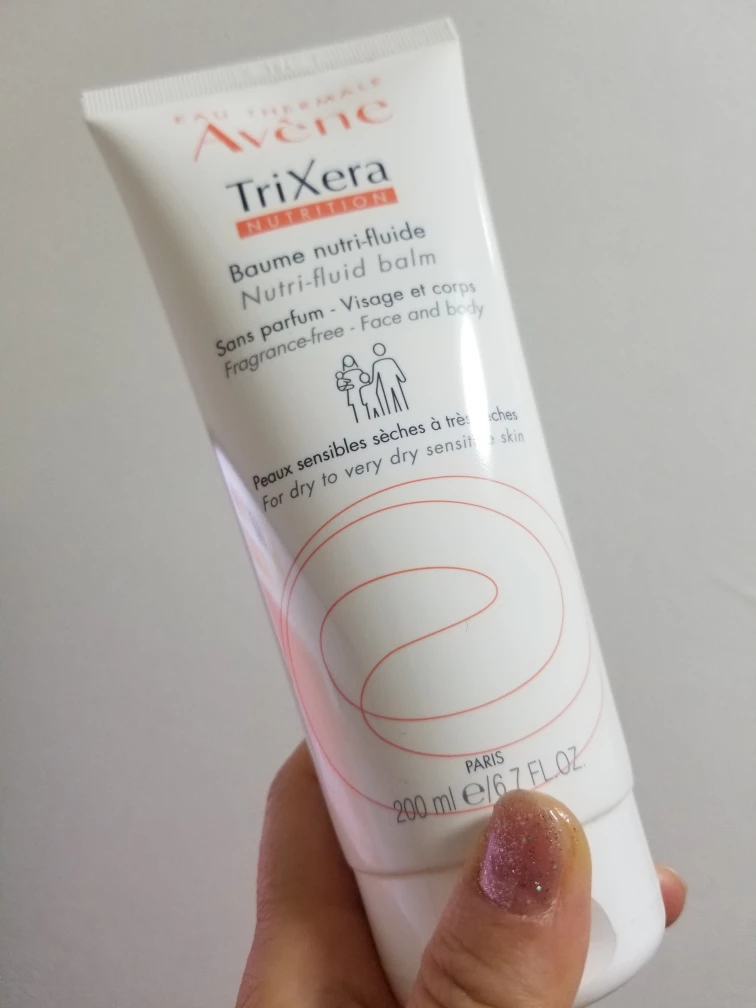 EAU THERMALE
Avène
TriXera
NUTRITION
Baume nutri-fluide
Nutri-fluid balm
Sans parfum - Visage et corps
Fragrance-free - Face and body
Peaux sensibles sèches à très sèches
For dry to very dry sensitive skin
PARIS
200 ml e/6.7 FL.OZ.